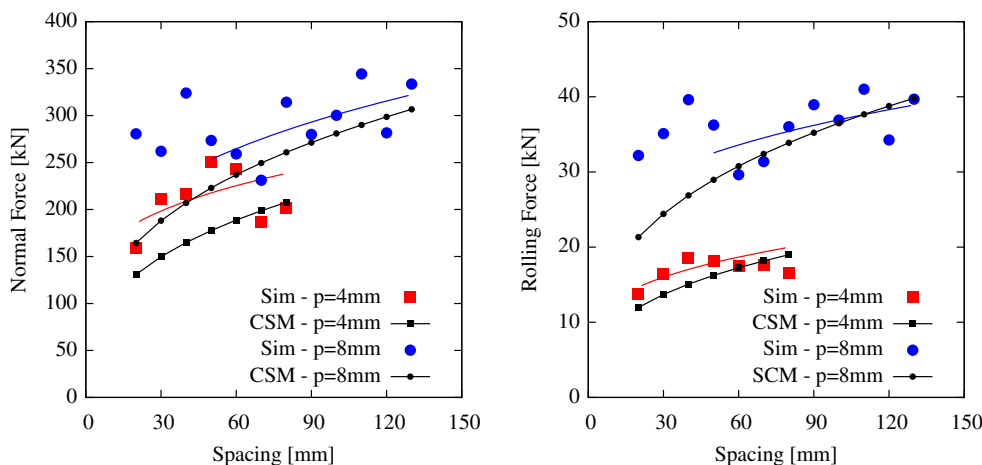 400
350
300
250
200
150
100
50
0
Normal Force [kN]
Sim - p=4mm
CSM - p=4mm
Sim - p=8mm
CSM - p=8mm
0 30 60 90 120 150
Spacing [mm]
50
40
30
20
10
0
Rolling Force [kN]
Sim - p=4mm
CSM - p=4mm
Sim - p=8mm
SCM - p=8mm
0 30 60 90 120 150
Spacing [mm]